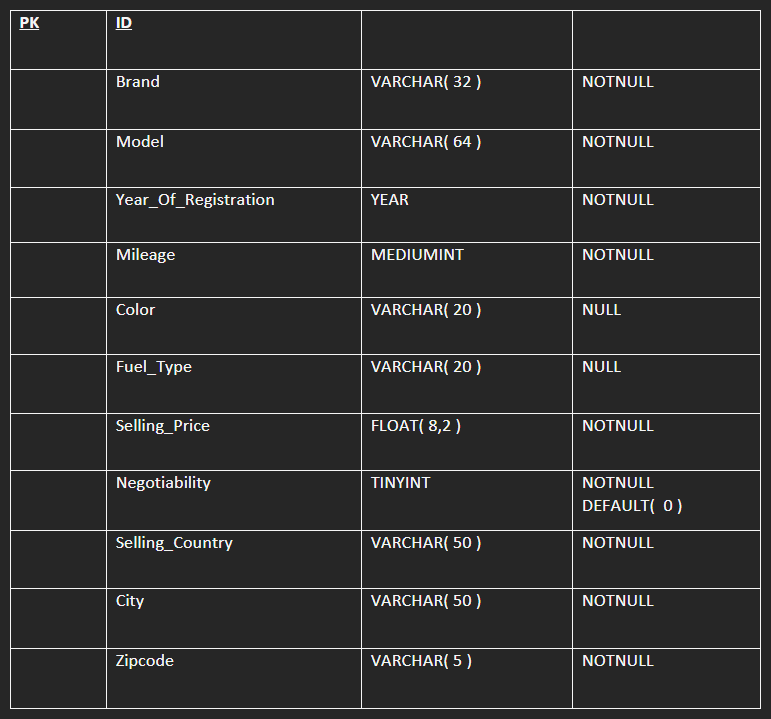 PK ID
Brand VARCHAR( 32 ) NOTNULL
Model VARCHAR( 64 ) NOTNULL
Year_Of_Registration YEAR NOTNULL
Mileage MEDIUMINT NOTNULL
Color VARCHAR( 20 ) NULL
Fuel_Type VARCHAR( 20 ) NULL
Selling_Price FLOAT( 8,2 ) NOTNULL
Negotiability TINYINT NOTNULL
DEFAULT(  0 )
Selling_Country VARCHAR( 50 ) NOTNULL
City VARCHAR( 50 ) NOTNULL
Zipcode VARCHAR( 5 ) NOTNULL